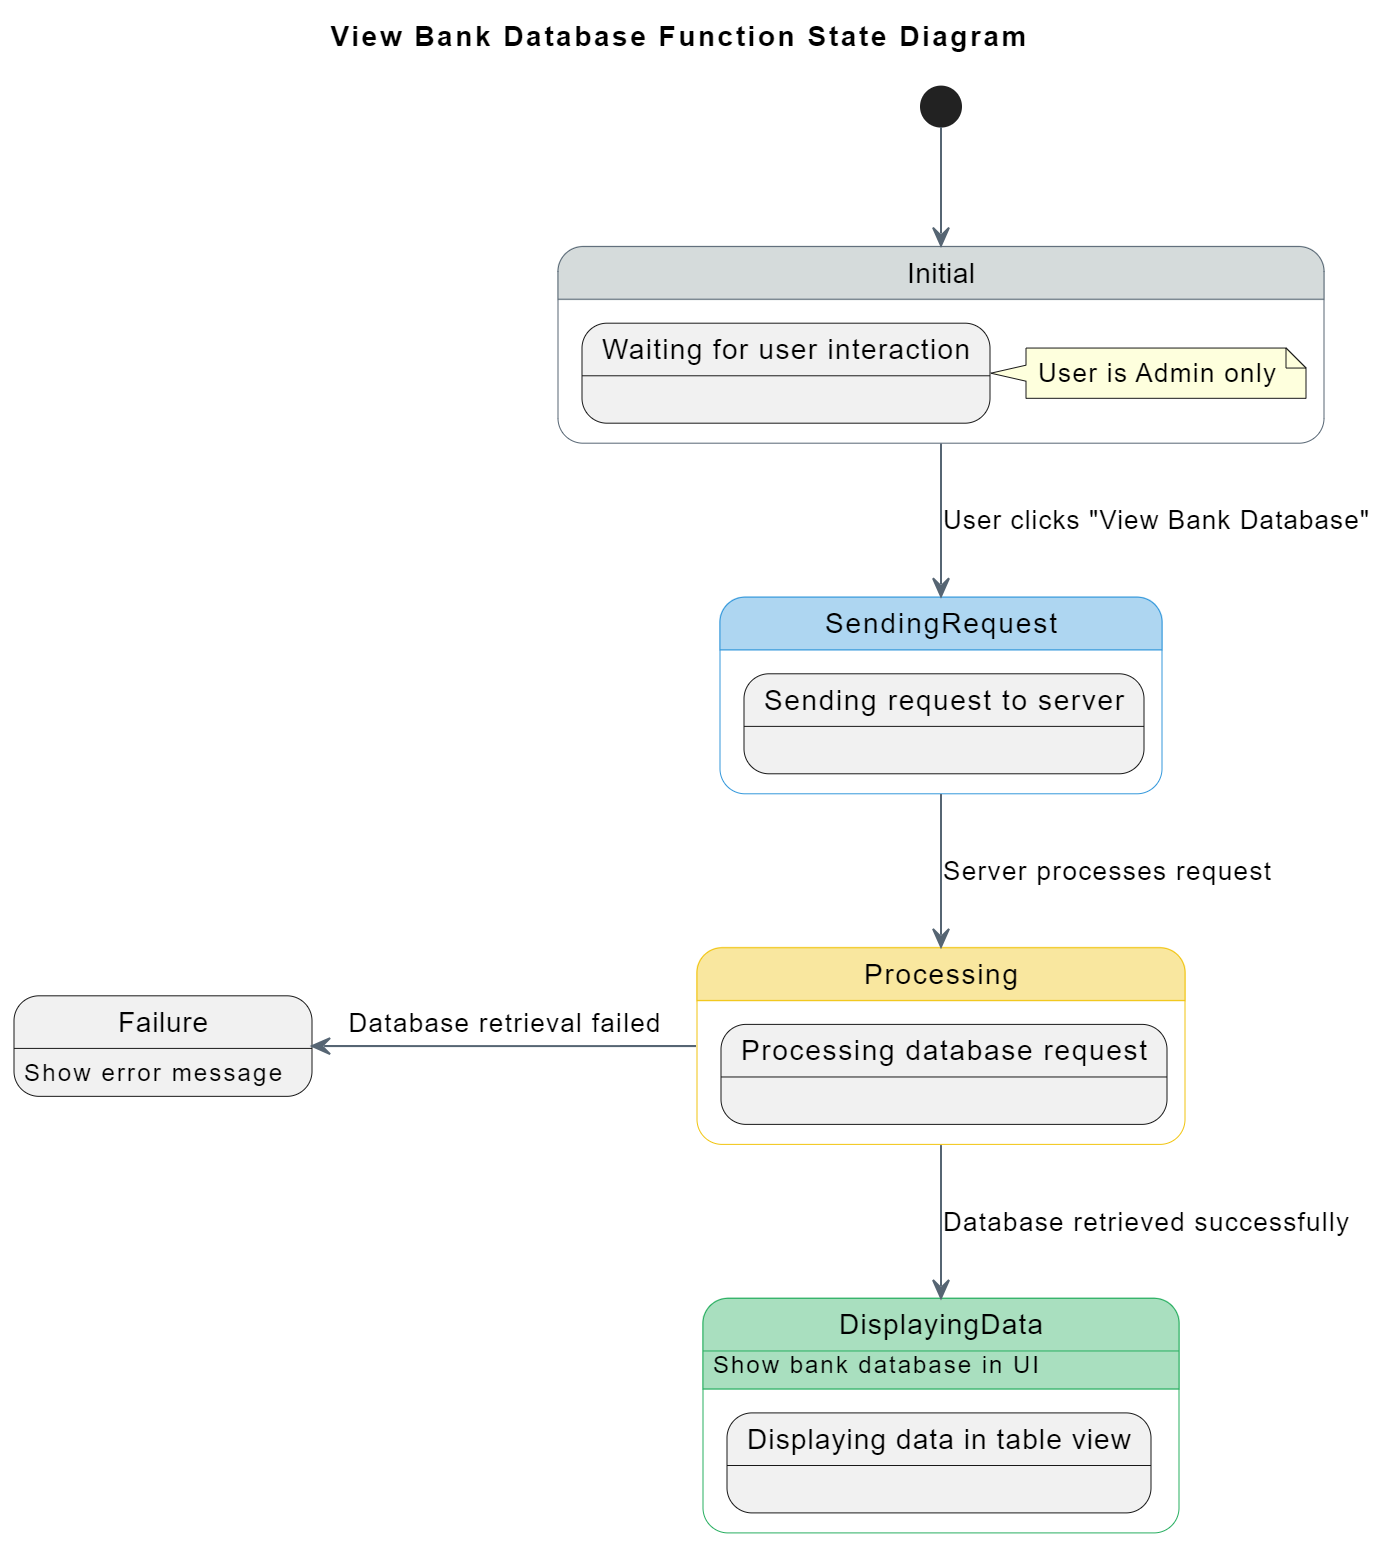 View Bank Database Function State Diagram
Initial
Waiting for user interaction
User is Admin only
User clicks "View Bank Database"
SendingRequest
Sending request to server
Server processes request
Processing
Processing database request
Database retrieval failed
Failure
Show error message
Database retrieved successfully
DisplayingData
Show bank database in UI
Displaying data in table view